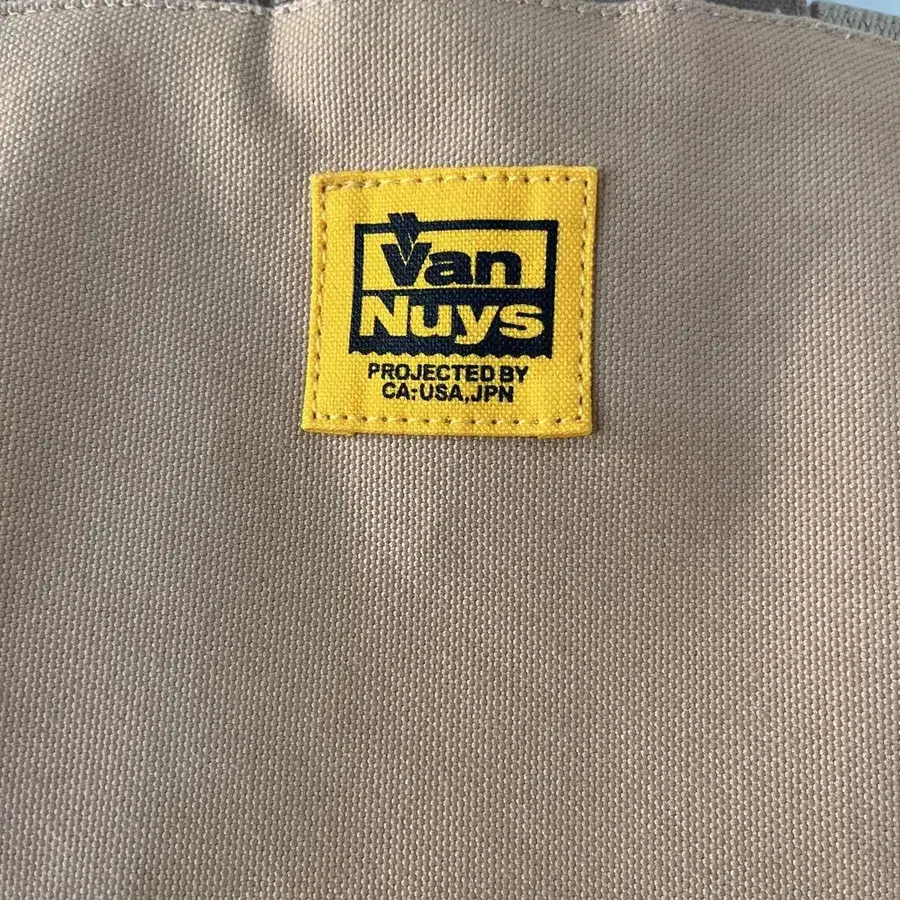 Van
Nuys
PROJECTED BY
CA-USA,JPN